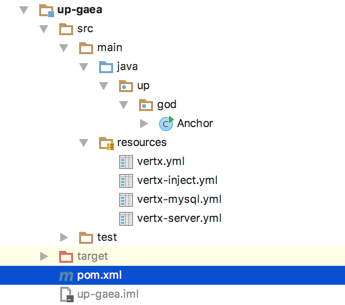 up-gaea
src
main
java
up
god
Anchor
resources
vertx.yml
vertx-inject.yml
vertx-mysql.yml
vertx-server.yml
test
target
pom.xml
up-gaea.iml